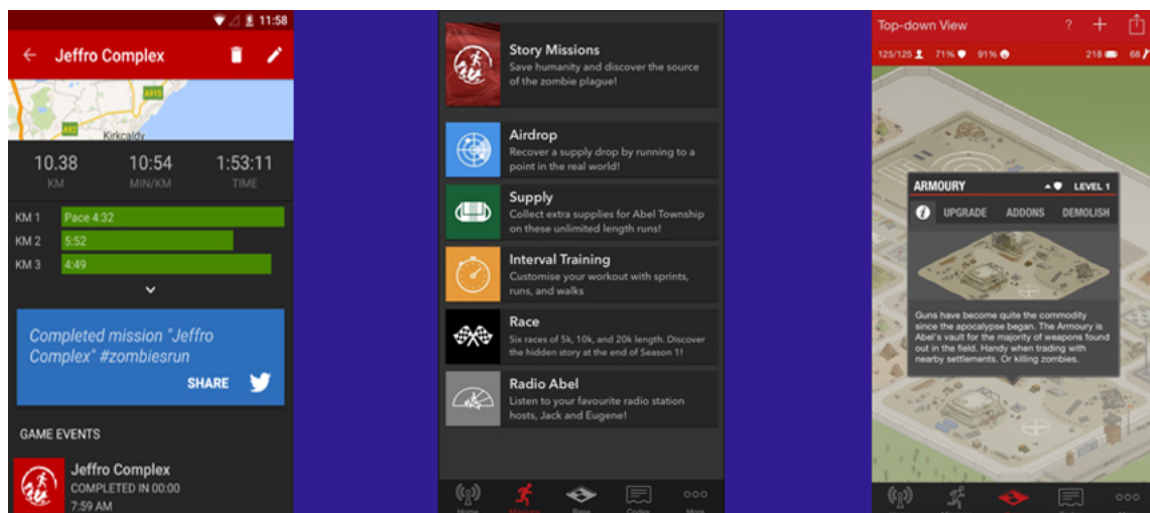 11:58
Jeffro Complex
A915
A92
Kirkcaldy
10.38
10:54
1:53:11
KM
MIN/KM
TIME
KM 1
Pace 4:32
KM 2
5:52
KM 3
4:49
Completed mission "Jeffro
Complex" #zombiesrun
SHARE
GAME EVENTS
Jeffro Complex
COMPLETED IN 00:00
7:59 AM
Story Missions
Save humanity and discover the source
of the zombie plague!
Airdrop
Recover a supply drop by running to a
point in the real world!
Supply
Collect extra supplies for Abel Township
on these unlimited length runs!
Interval Training
Customise your workout with sprints,
runs, and walks
Race
Six races of 5k, 10k, and 20k length. Discover
the hidden story at the end of Season 1!
Radio Abel
Listen to your favourite radio station
hosts, Jack and Eugene!
Home
Missions
Base
Codex
More
Top-down View
?
125/125
71%
91%
218
68
ARMOURY
LEVEL 1
UPGRADE
ADDONS
DEMOLISH
Guns have become quite the commodity
since the apocalypse began. The Armoury is
Abel's vault for the majority of weapons found
out in the field. Handy when trading with
nearby settlements. Or killing zombies.